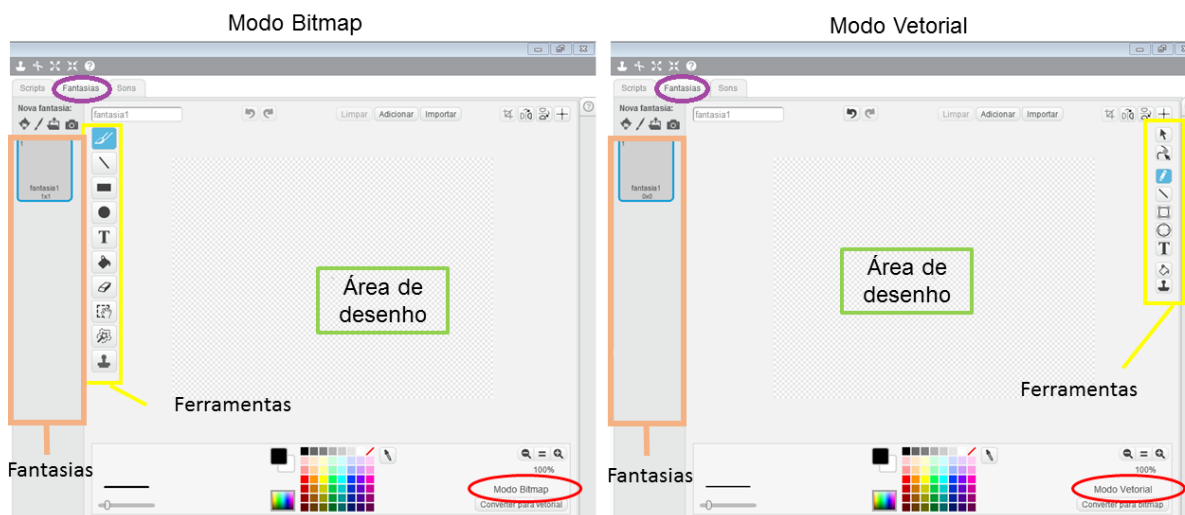 Modo Bitmap
Scripts Fantasias Sons
Nova fantasia:
fantasia1
Limpar Adicionar Importar
1
fantasia1
1x1
T
Área de
desenho
Ferramentas
Fantasias
100%
Modo Bitmap
Converter para vetorial
Modo Vetorial
Scripts Fantasias Sons
Nova fantasia:
fantasia1
Limpar Adicionar Importar
1
fantasia1
0x0
T
Área de
desenho
Ferramentas
Fantasias
100%
Modo Vetorial
Converter para bitmap